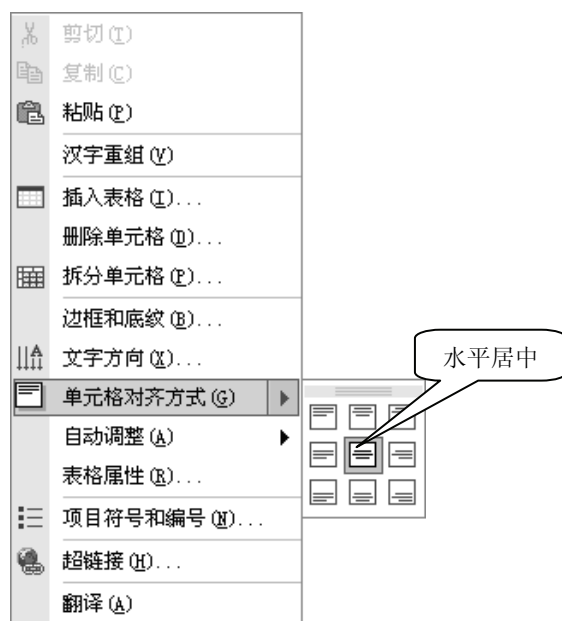 剪切(T)
复制(C)
粘贴(P)
汉字重组(V)
插入表格(I)...
删除单元格(D)...
拆分单元格(P)...
边框和底纹(B)...
文字方向(X)...
水平居中
单元格对齐方式(G)
自动调整(A)
表格属性(R)...
项目符号和编号(N)...
超链接(H)...
翻译(A)